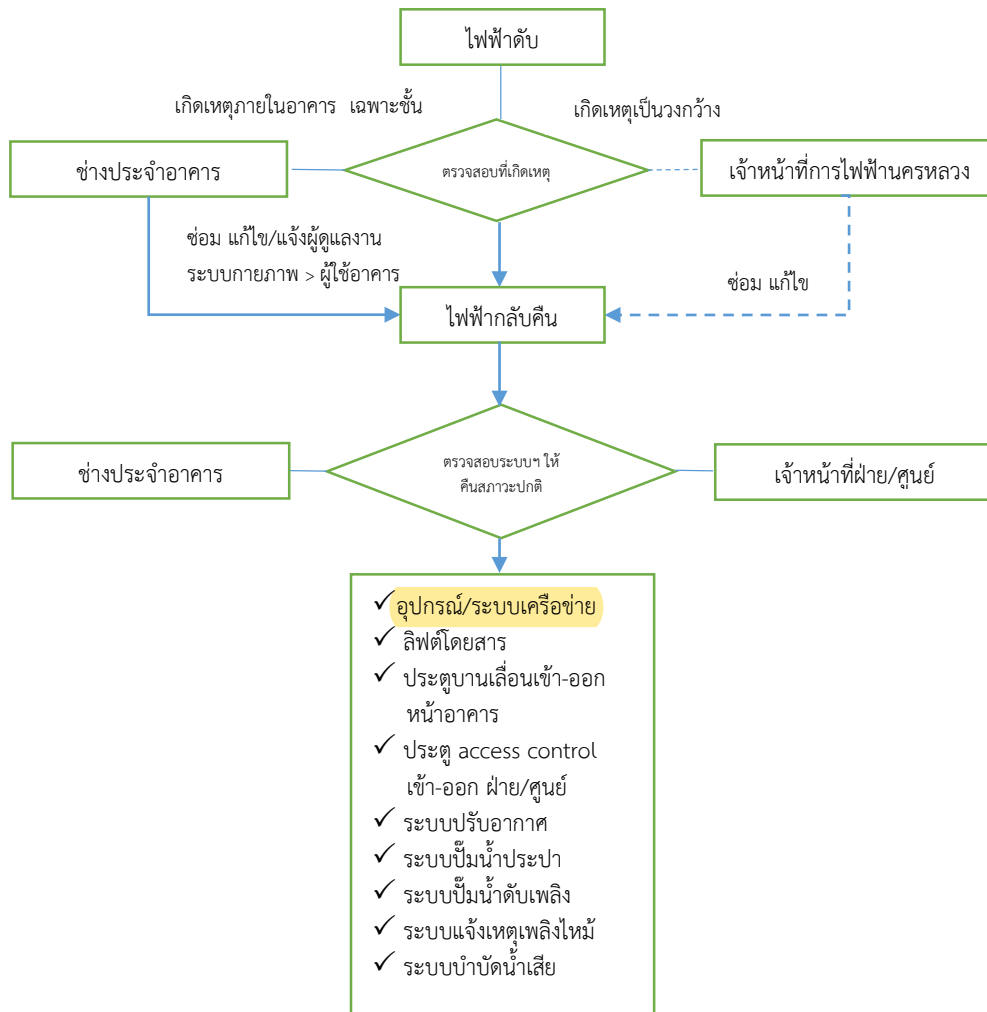 ไฟฟ้าดับ
เกิดเหตุภายในอาคาร เฉพาะชั้น
เกิดเหตุเป็นวงกว้าง
ช่างประจำอาคาร
ตรวจสอบที่เกิดเหตุ
เจ้าหน้าที่การไฟฟ้านครหลวง
ซ่อม แก้ไข/แจ้งผู้ดูแลงาน
ระบบกายภาพ > ผู้ใช้อาคาร
ซ่อม แก้ไข
ไฟฟ้ากลับคืน
ช่างประจำอาคาร
ตรวจสอบระบบฯ ให้
คืนสภาวะปกติ
เจ้าหน้าที่ฝ่าย/ศูนย์
✓ อุปกรณ์/ระบบเครือข่าย
✓ ลิฟต์โดยสาร
✓ ประตูบานเลื่อนเข้า-ออก
หน้าอาคาร
✓ ประตู access control
เข้า-ออก ฝ่าย/ศูนย์
✓ ระบบปรับอากาศ
✓ ระบบปั๊มน้ำประปา
✓ ระบบปั๊มน้ำดับเพลิง
✓ ระบบแจ้งเหตุเพลิงไหม้
✓ ระบบบำบัดน้ำเสีย